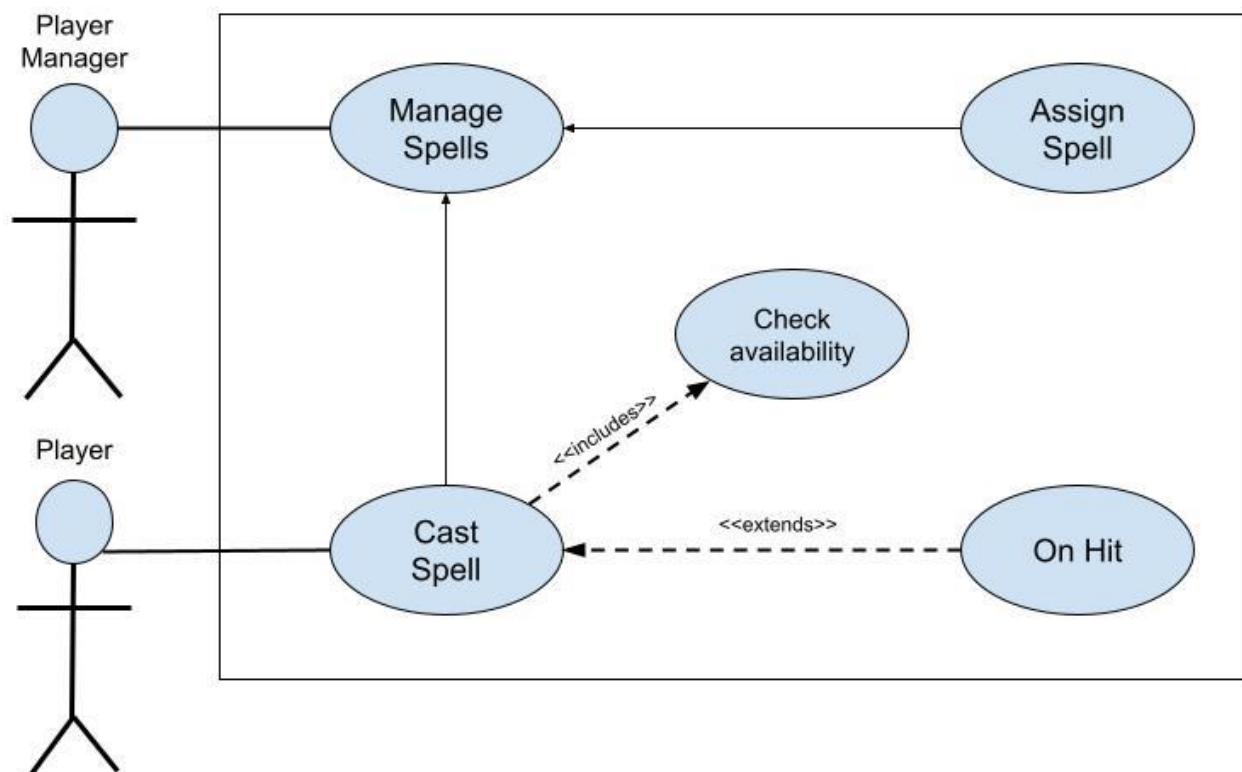 Player
Manager
Manage
Spells
Assign
Spell
Check
availability
<<includes>>
Player
Cast
Spell
<<extends>>
On Hit